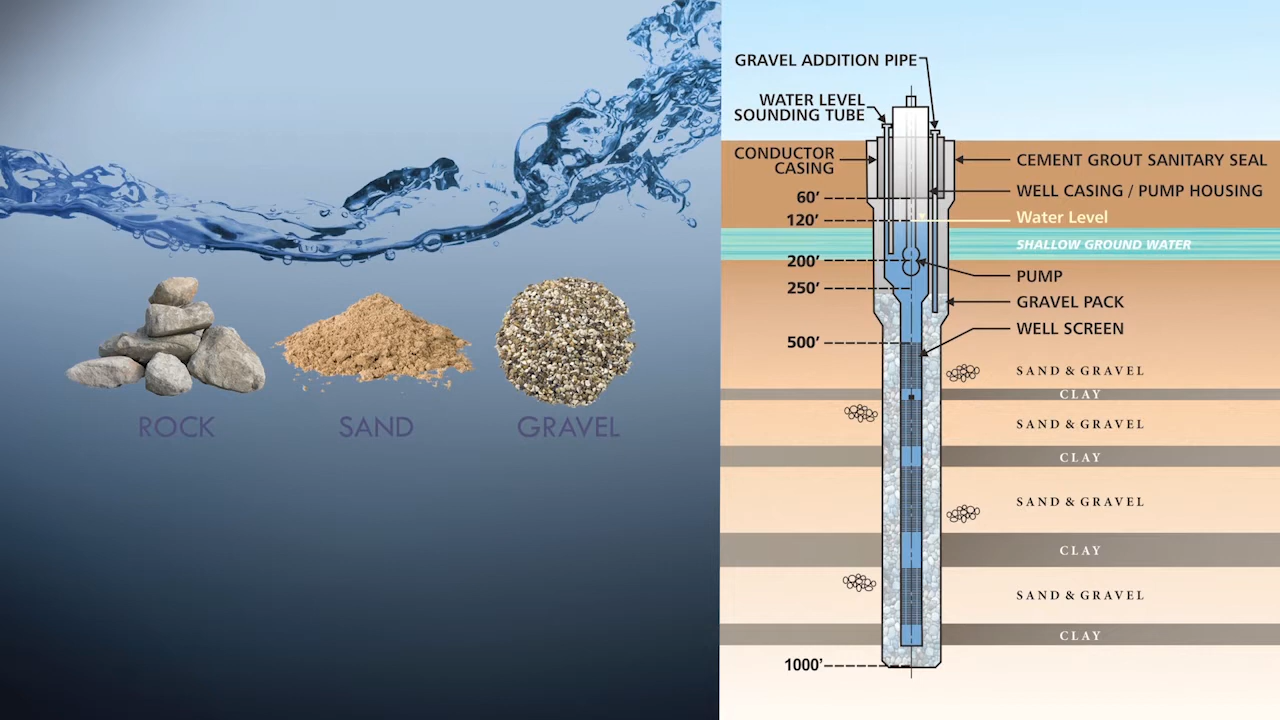 ROCK
SAND
GRAVEL
GRAVEL ADDITION PIPE
WATER LEVEL
SOUNDING TUBE
CONDUCTOR
CASING
60'
120'
200'
250'
500'
1000'
CEMENT GROUT SANITARY SEAL
WELL CASING / PUMP HOUSING
Water Level
SHALLOW GROUND WATER
PUMP
GRAVEL PACK
WELL SCREEN
SAND & GRAVEL
CLAY
SAND & GRAVEL
CLAY
SAND & GRAVEL
CLAY
SAND & GRAVEL
CLAY